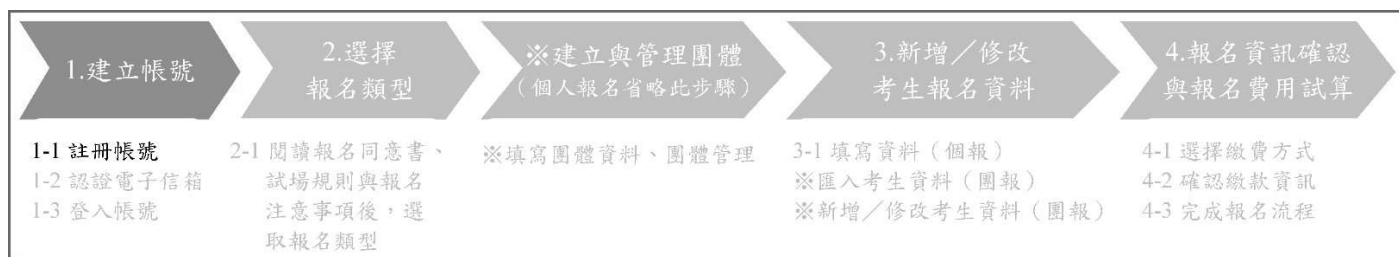 1.建立帳號
2.選擇
報名類型
※建立與管理團體
（個人報名省略此步驟）
3.新增／修改
考生報名資料
4.報名資訊確認
與報名費用試算
1-1 註冊帳號
1-2 認證電子信箱
1-3 登入帳號
2-1 閱讀報名同意書、
試場規則與報名
注意事項後，選
取報名類型
※填寫團體資料、團體管理
3-1 填寫資料（個報）
※匯入考生資料（團報）
※新增／修改考生資料（團報）
4-1 選擇繳費方式
4-2 確認繳款資訊
4-3 完成報名流程